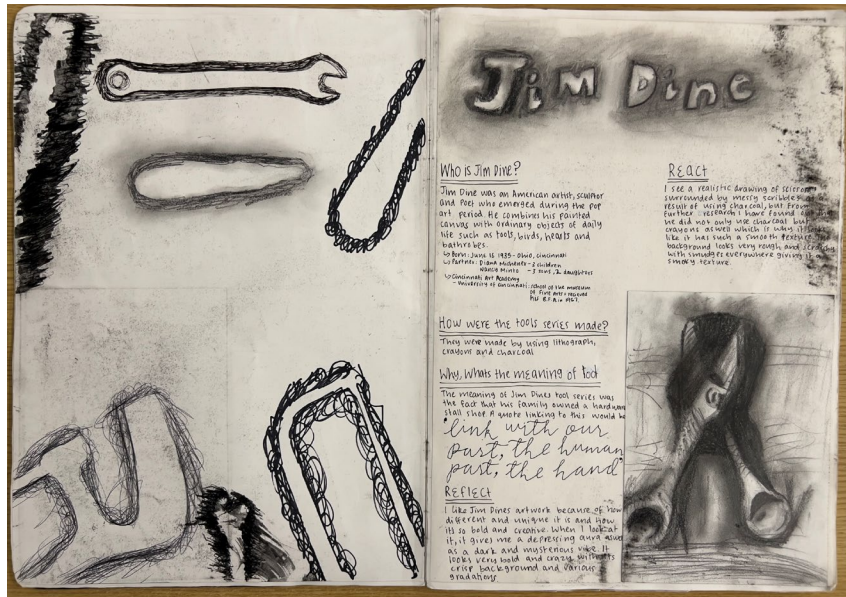 Jim Dine
Who is Jim Dine?
Jim Dine was an American artist, sculptor
and Poet who emerged during the pop
art period. He combines his painted
canvas with ordinary objects of daily
life such as tools, birds, hearts and
bathrobes.
↳ Born: June 16 1935 - Ohio, Cincinnati
↳ Partner: Diana Michener - 2 children
Nancie Minto - 3 sons, 2 daughters
↳ Cincinnati Art Academy
- University of Cincinnati: school of the museum
of fine arts + recieved
his B.F.A in 1957.
How were the tools series made?
They were made by using lithograph,
crayons and charcoal
Why, Whats the meaning of tool
The meaning of Jim Dines tool series was
the fact that his family owned a hardware
stall shop. A quote linking to this would be
"link with our
past, the human
past, the hand"
REFLECT
I like Jim Dines artwork because of how
different and unique it is and how
its so bold and creative. When I look at
it, it gives me a depressing aura aswell
as a dark and mysterious vibe. It
looks very bold and crazy with its
crisp background and various
gradations
REACT
I see a realistic drawing of scissors
surrounded by messy scribbles
result of using charcoal, but from
further research I have found
he did not only use charcoal but
crayons aswell which is why it looks
like it has such a smooth texture.
background looks very rough and scratchy
with smudges everywhere giving it a
smoky texture.